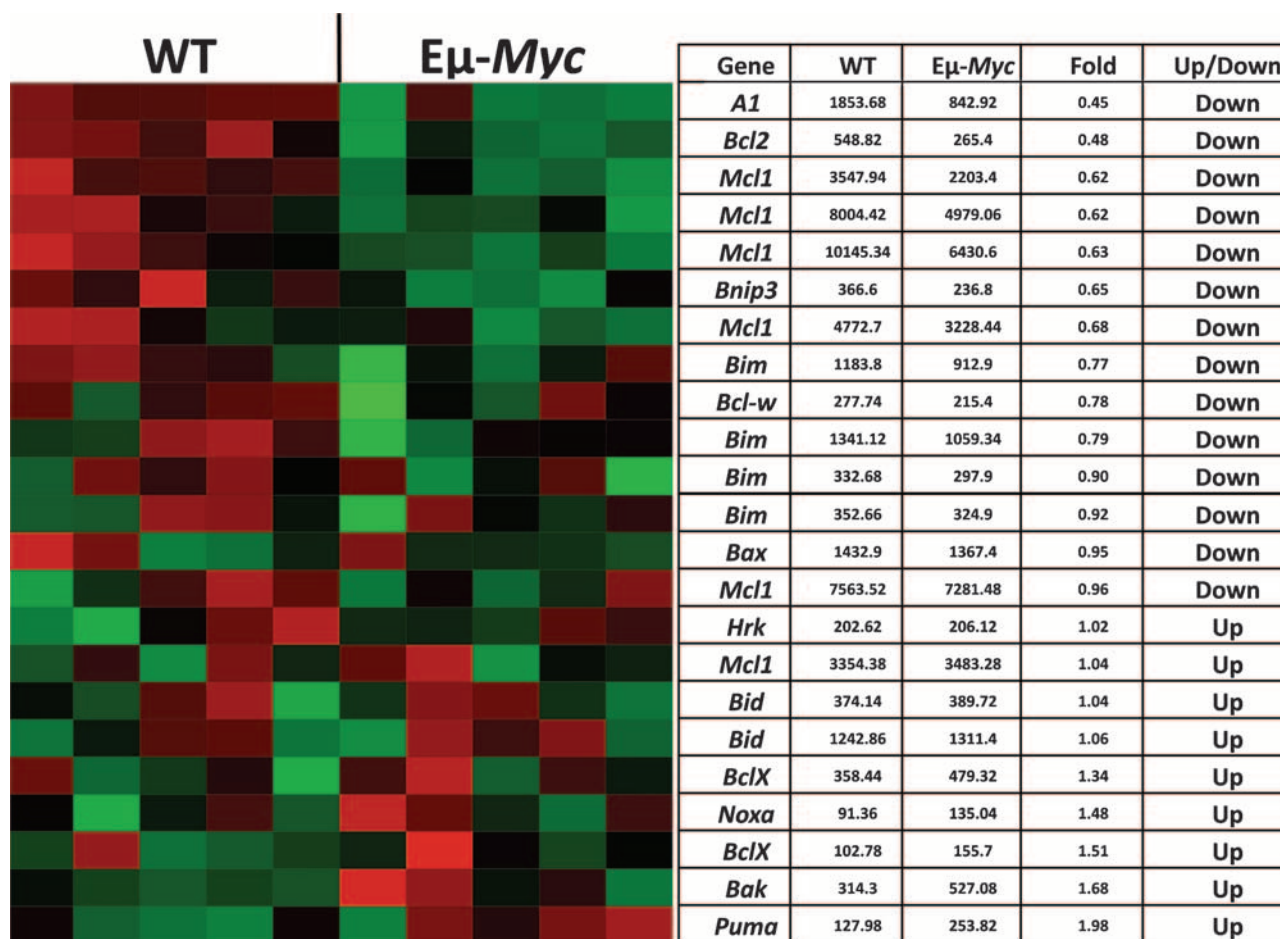 WT Eμ-Myc
Gene WT Eμ-Myc Fold Up/Down
A1 1853.68 842.92 0.45 Down
Bcl2 548.82 265.4 0.48 Down
Mcl1 3547.94 2203.4 0.62 Down
Mcl1 8004.42 4979.06 0.62 Down
Mcl1 10145.34 6430.6 0.63 Down
Bnip3 366.6 236.8 0.65 Down
Mcl1 4772.7 3228.44 0.68 Down
Bim 1183.8 912.9 0.77 Down
Bcl-w 277.74 215.4 0.78 Down
Bim 1341.12 1059.34 0.79 Down
Bim 332.68 297.9 0.90 Down
Bim 352.66 324.9 0.92 Down
Bax 1432.9 1367.4 0.95 Down
Mcl1 7563.52 7281.48 0.96 Down
Hrk 202.62 206.12 1.02 Up
Mcl1 3354.38 3483.28 1.04 Up
Bid 374.14 389.72 1.04 Up
Bid 1242.86 1311.4 1.06 Up
BclX 358.44 479.32 1.34 Up
Noxa 91.36 135.04 1.48 Up
BclX 102.78 155.7 1.51 Up
Bak 314.3 527.08 1.68 Up
Puma 127.98 253.82 1.98 Up